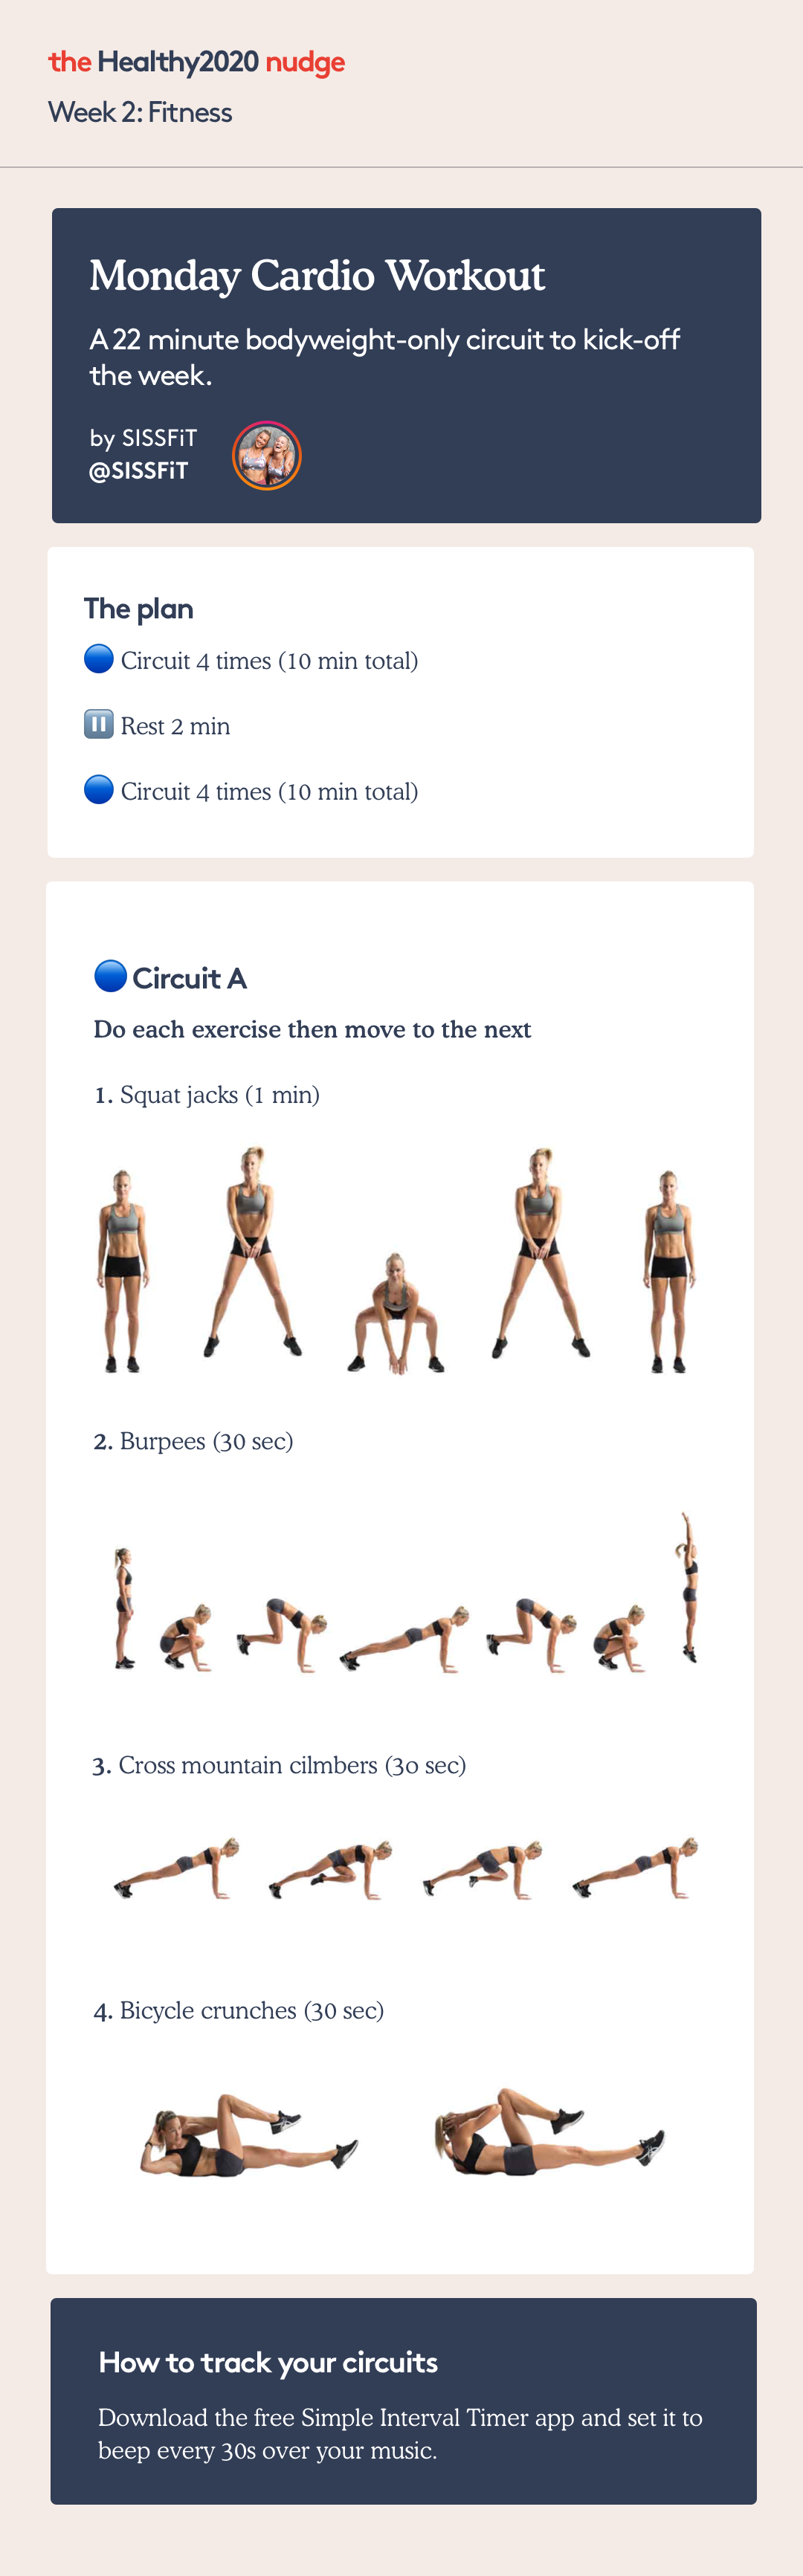 the Healthy2020 nudge
Week 2: Fitness
Monday Cardio Workout
A 22 minute bodyweight-only circuit to kick-off
the week.
by SISSFiT
@SISSFiT
The plan
Circuit 4 times (10 min total)
Rest 2 min
Circuit 4 times (10 min total)
Circuit A
Do each exercise then move to the next
1. Squat jacks (1 min)
2. Burpees (30 sec)
3. Cross mountain cilmbers (3o sec)
4. Bicycle crunches (30 sec)
How to track your circuits
Download the free Simple Interval Timer app and set it to
beep every 30s over your music.